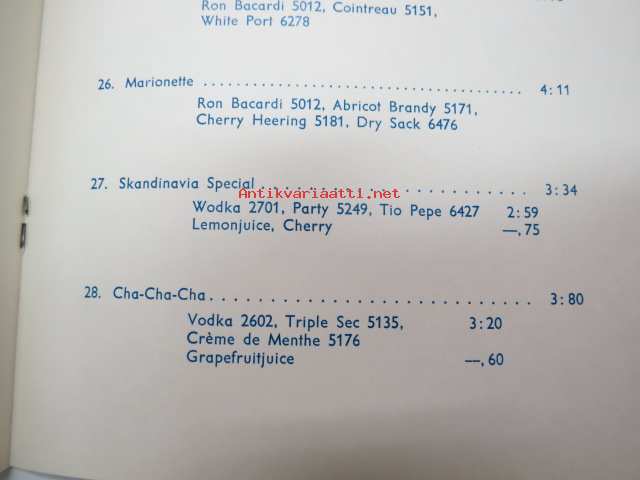 Ron Bacardi 5012, Cointreau 5151,
White Port 6278
26. Marionette ........................................ 4:11
Ron Bacardi 5012, Abricot Brandy 5171,
Cherry Heering 5181, Dry Sack 6476
27. Skandinavia Special ........................ 3:34
Antikvariaatti.net
Wodka 2701, Party 5249, Tio Pepe 6427 2:59
Lemonjuice, Cherry —,75
28. Cha-Cha-Cha ................................ 3:80
Vodka 2602, Triple Sec 5135, 3:20
Crème de Menthe 5176
Grapefruitjuice —,60